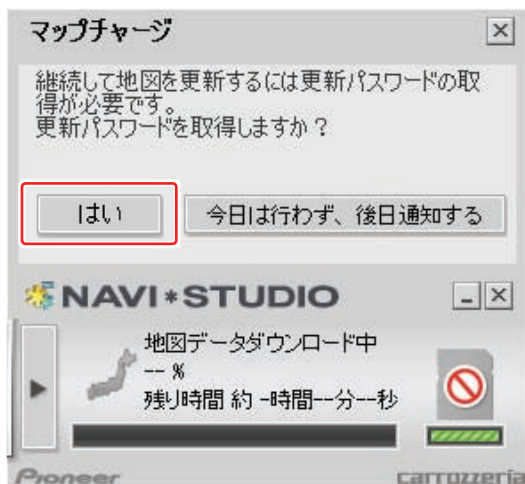 マップチャージ
継続して地図を更新するには更新パスワードの取
得が必要です。
更新パスワードを取得しますか？
はい
今日は行わず、後日通知する
NAVI*STUDIO
地図データダウンロード中
-- %
残り時間 約 -時間--分--秒
Pioneer
carrozzeria